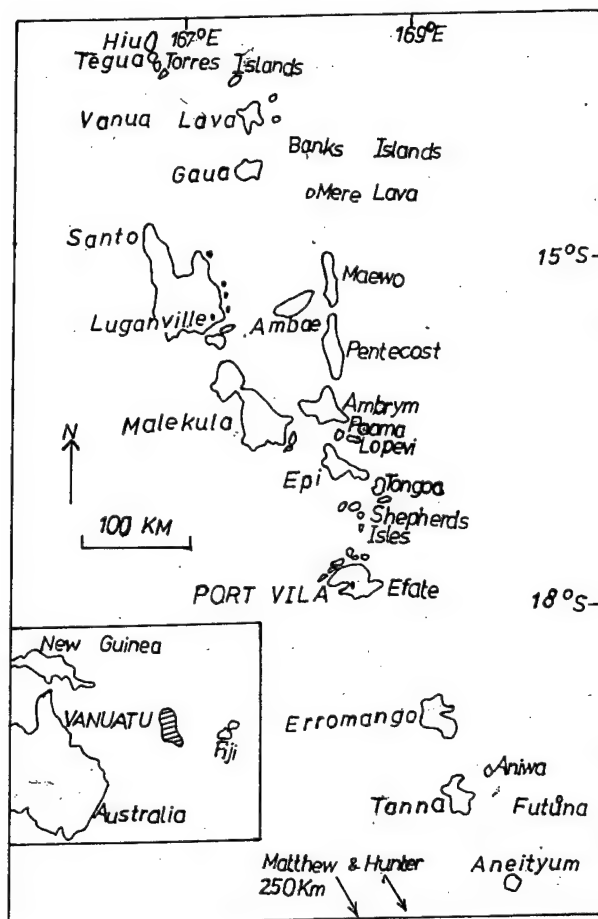 Hiu 167°E 169°E
Tegua Torres Islands
Vanua Lava
Banks Islands
Gaua
Mere Lava
Santo
15°S
Maewo
Luganville Ambae
Pentecost
Ambrym
Malekula
Paama
Lopevi
N
Epi
Tongoa
100 KM
Shepherds
Isles
PORT VILA Efate
18°S
New Guinea
VANUATU
Fiji
Australia
Erromango
Aniwa
Tanna Futuna
Matthew & Hunter
250Km
Aneityum